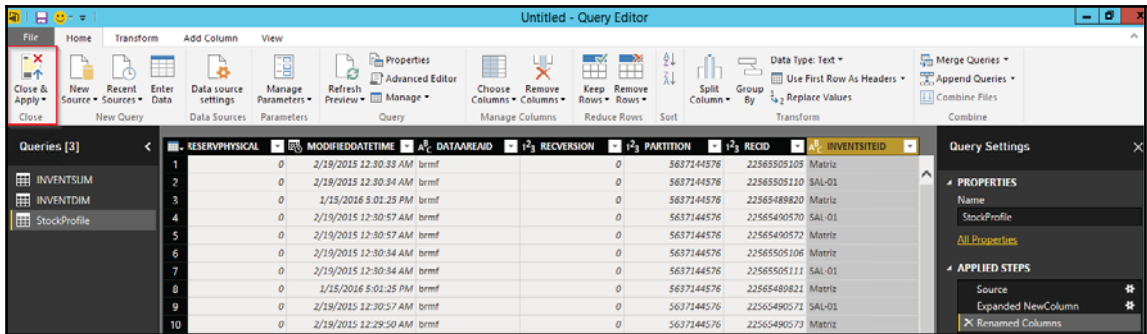 Untitled - Query Editor
File Home Transform Add Column View
Close & Apply
New Source
Recent Sources
Enter Data
Data source settings
Manage Parameters
Refresh Preview
Properties
Advanced Editor
Manage
Choose Columns
Remove Columns
Keep Rows
Remove Rows
Split Column
Group By
Data Type: Text
Use First Row As Headers
Replace Values
Merge Queries
Append Queries
Combine Files
Close New Query Data Sources Parameters Query Manage Columns Reduce Rows Sort Transform Combine
Queries [3]
INVENTSUM
INVENTDIM
StockProfile
RESERVPHYSICAL MODIFIEDDATETIME DATAAREAID RECVERSION PARTITION RECID INVENTSITEID
1 0 2/19/2015 12:30:33 AM brmf 0 5637144576 22565505105 Matriz
2 0 2/19/2015 12:30:34 AM brmf 0 5637144576 22565505110 SAL-01
3 0 1/15/2016 5:01:25 PM brmf 0 5637144576 22565489820 Matriz
4 0 2/19/2015 12:30:57 AM brmf 0 5637144576 22565490570 SAL-01
5 0 2/19/2015 12:30:57 AM brmf 0 5637144576 22565490572 Matriz
6 0 2/19/2015 12:30:34 AM brmf 0 5637144576 22565505106 Matriz
7 0 2/19/2015 12:30:34 AM brmf 0 5637144576 22565505111 SAL-01
8 0 1/15/2016 5:01:25 PM brmf 0 5637144576 22565489821 Matriz
9 0 2/19/2015 12:30:57 AM brmf 0 5637144576 22565490571 SAL-01
10 0 2/19/2015 12:29:50 AM brmf 0 5637144576 22565490573 Matriz
Query Settings
PROPERTIES
Name
StockProfile
All Properties
APPLIED STEPS
Source
Expanded NewColumn
Renamed Columns